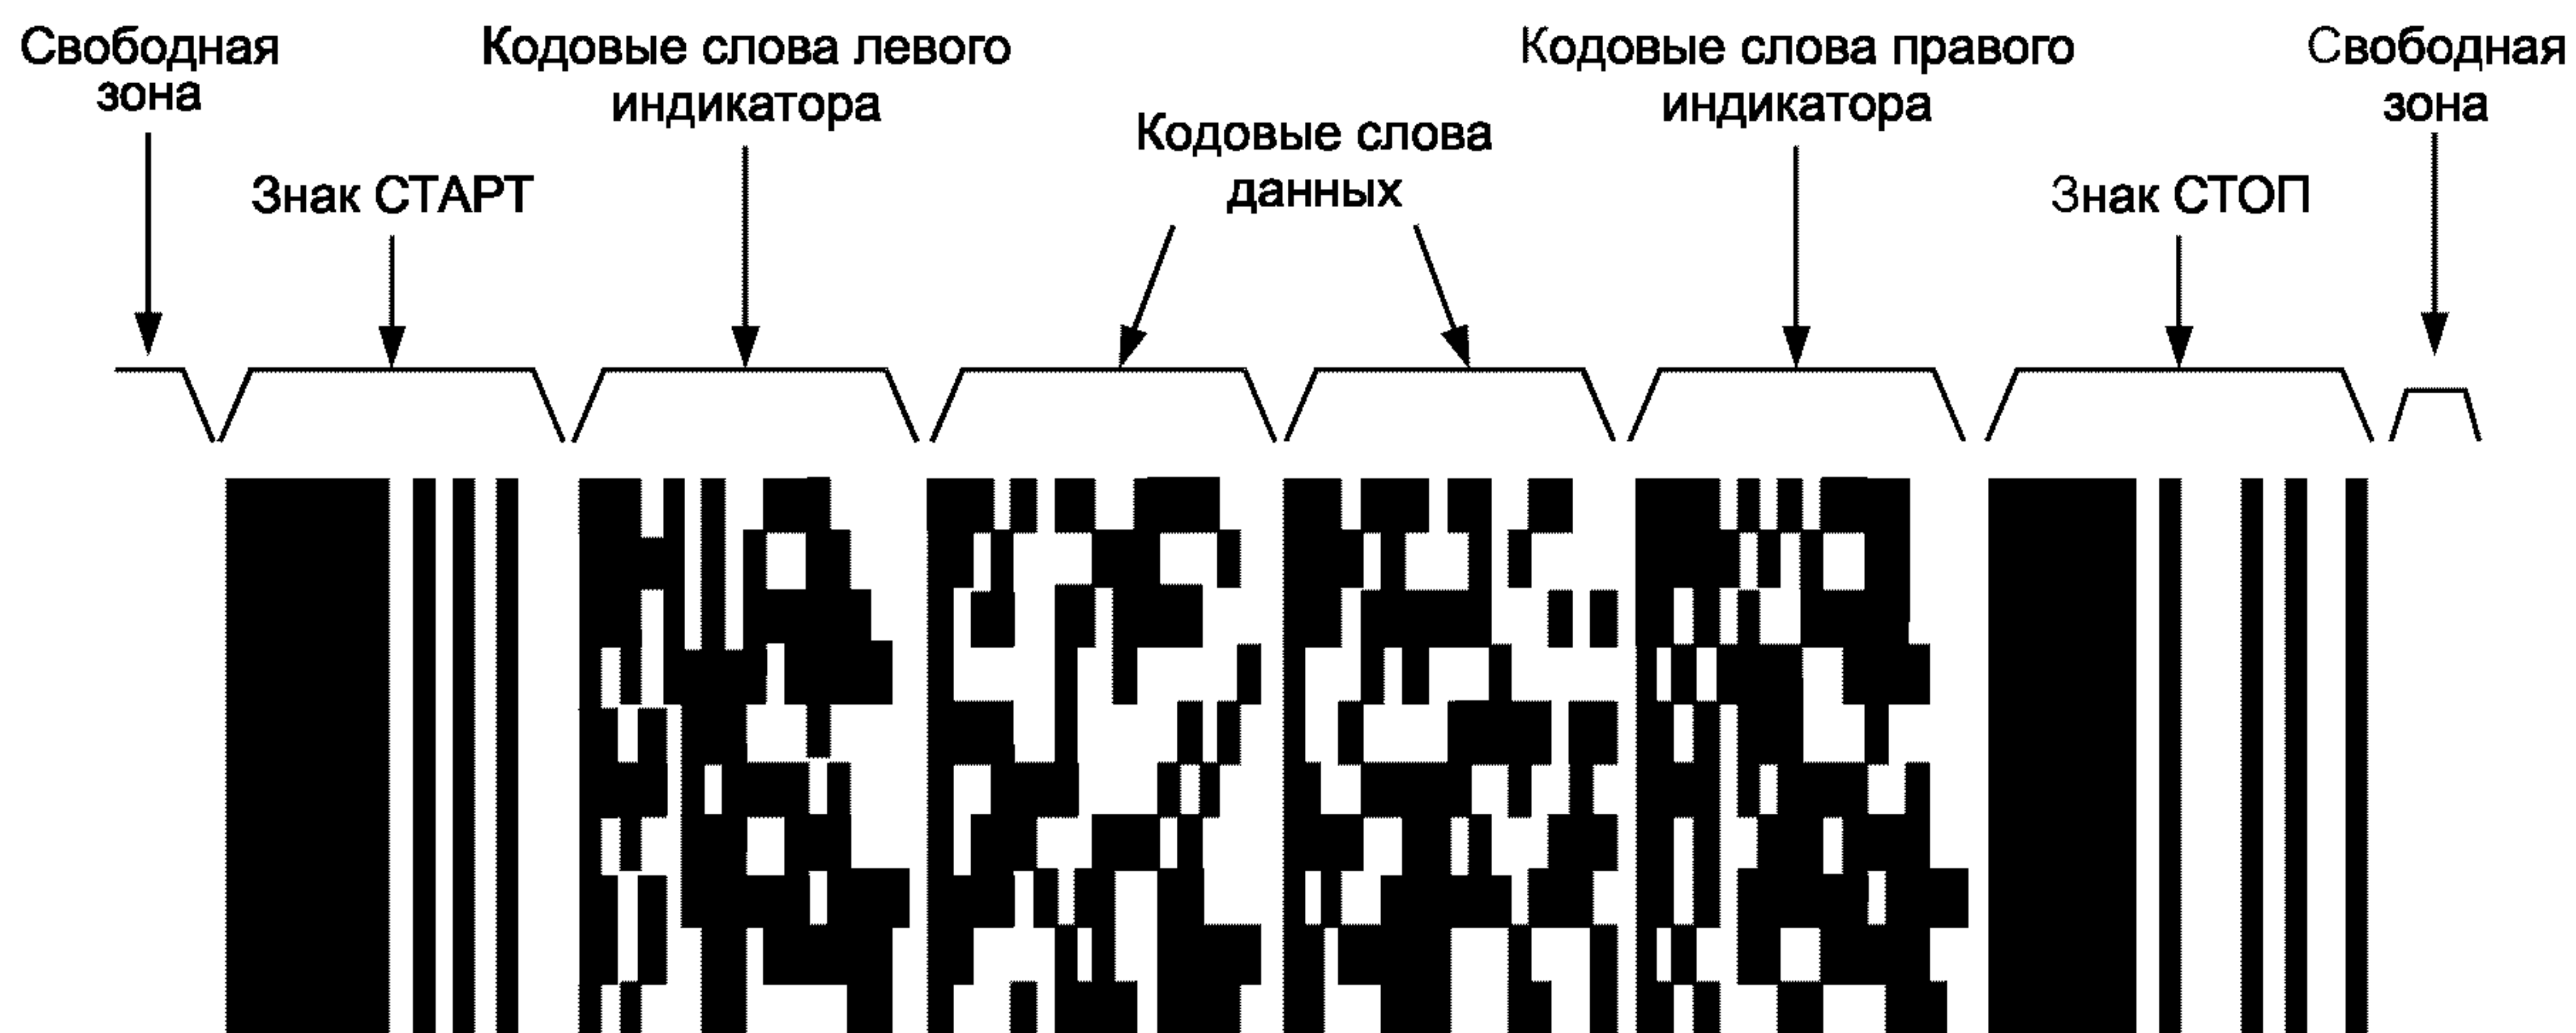 Свободная
зона
Знак СТАРТ
Кодовые слова левого
индикатора
Кодовые слова
данных
Кодовые слова правого
индикатора
Знак СТОП
Свободная
зона